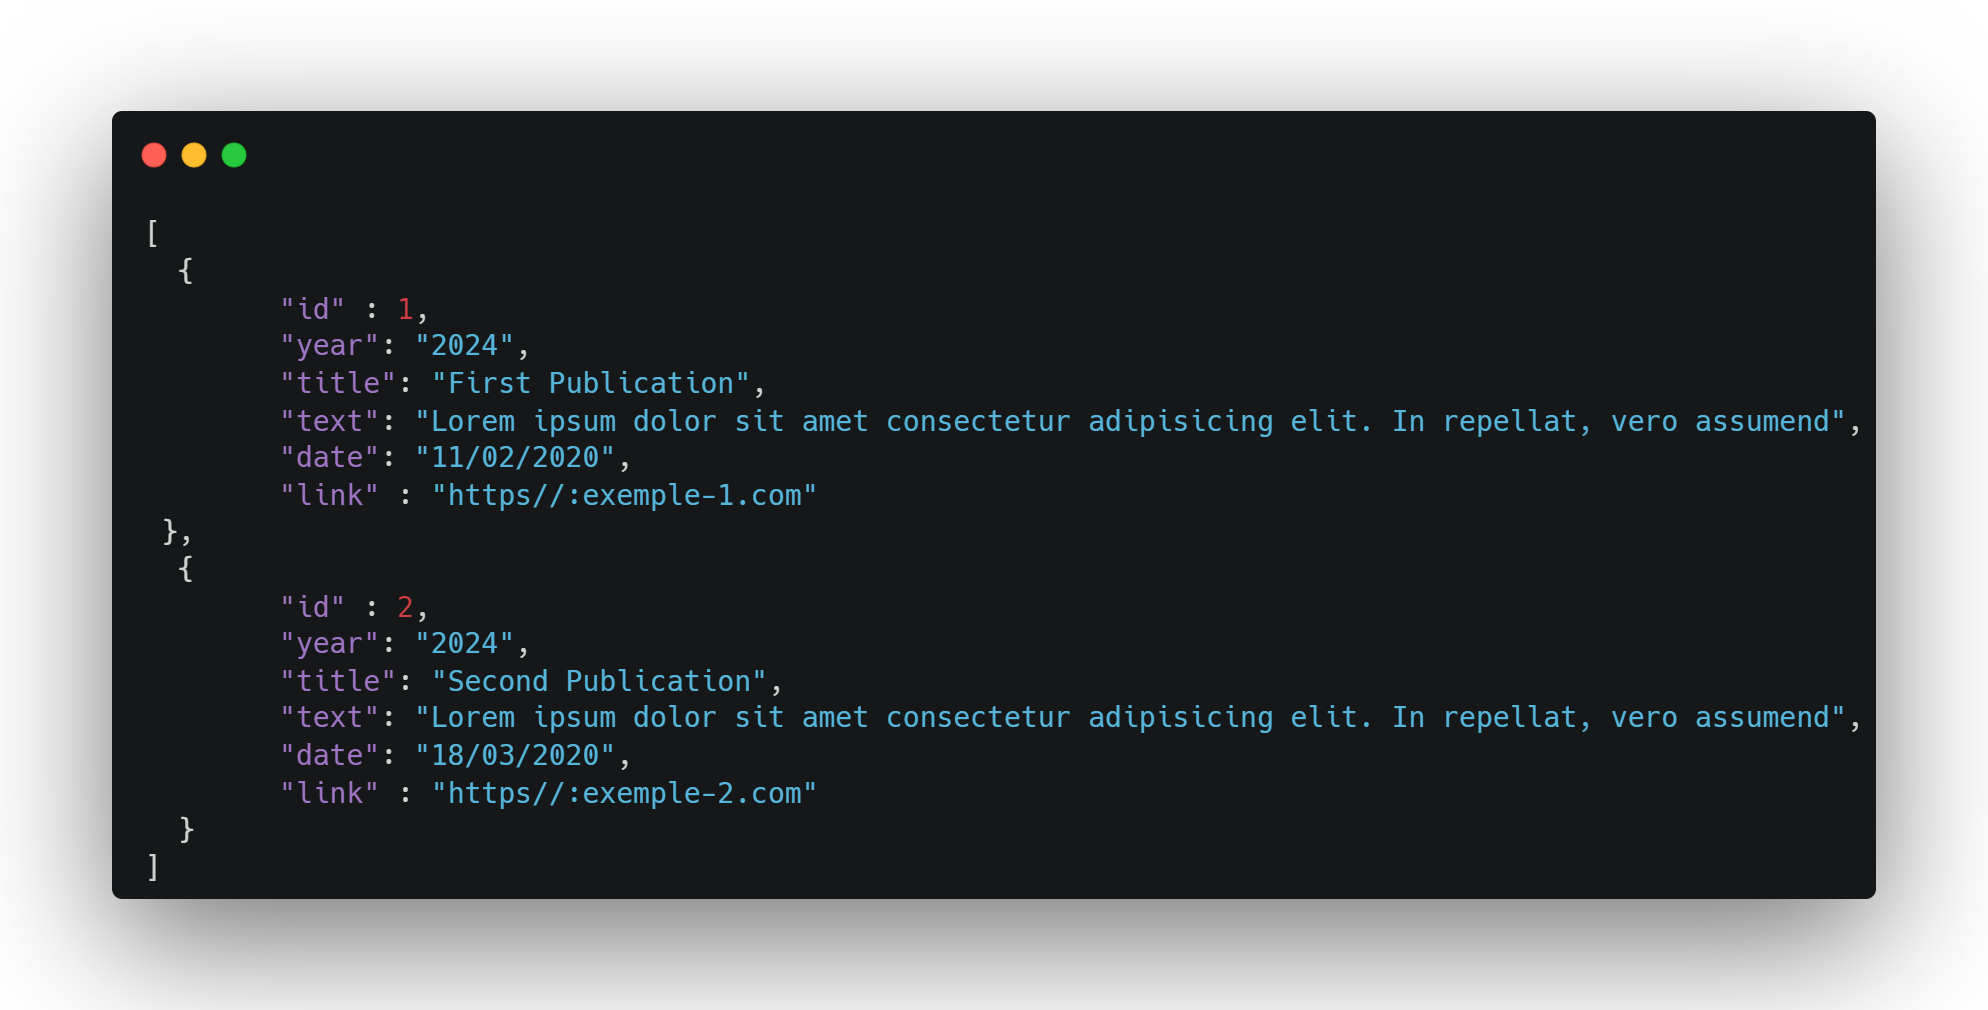 [
  {
        "id" : 1,
        "year": "2024",
        "title": "First Publication",
        "text": "Lorem ipsum dolor sit amet consectetur adipisicing elit. In repellat, vero assumend",
        "date": "11/02/2020",
        "link" : "https//:exemple-1.com"
 },
  {
        "id" : 2,
        "year": "2024",
        "title": "Second Publication",
        "text": "Lorem ipsum dolor sit amet consectetur adipisicing elit. In repellat, vero assumend",
        "date": "18/03/2020",
        "link" : "https//:exemple-2.com"
  }
]